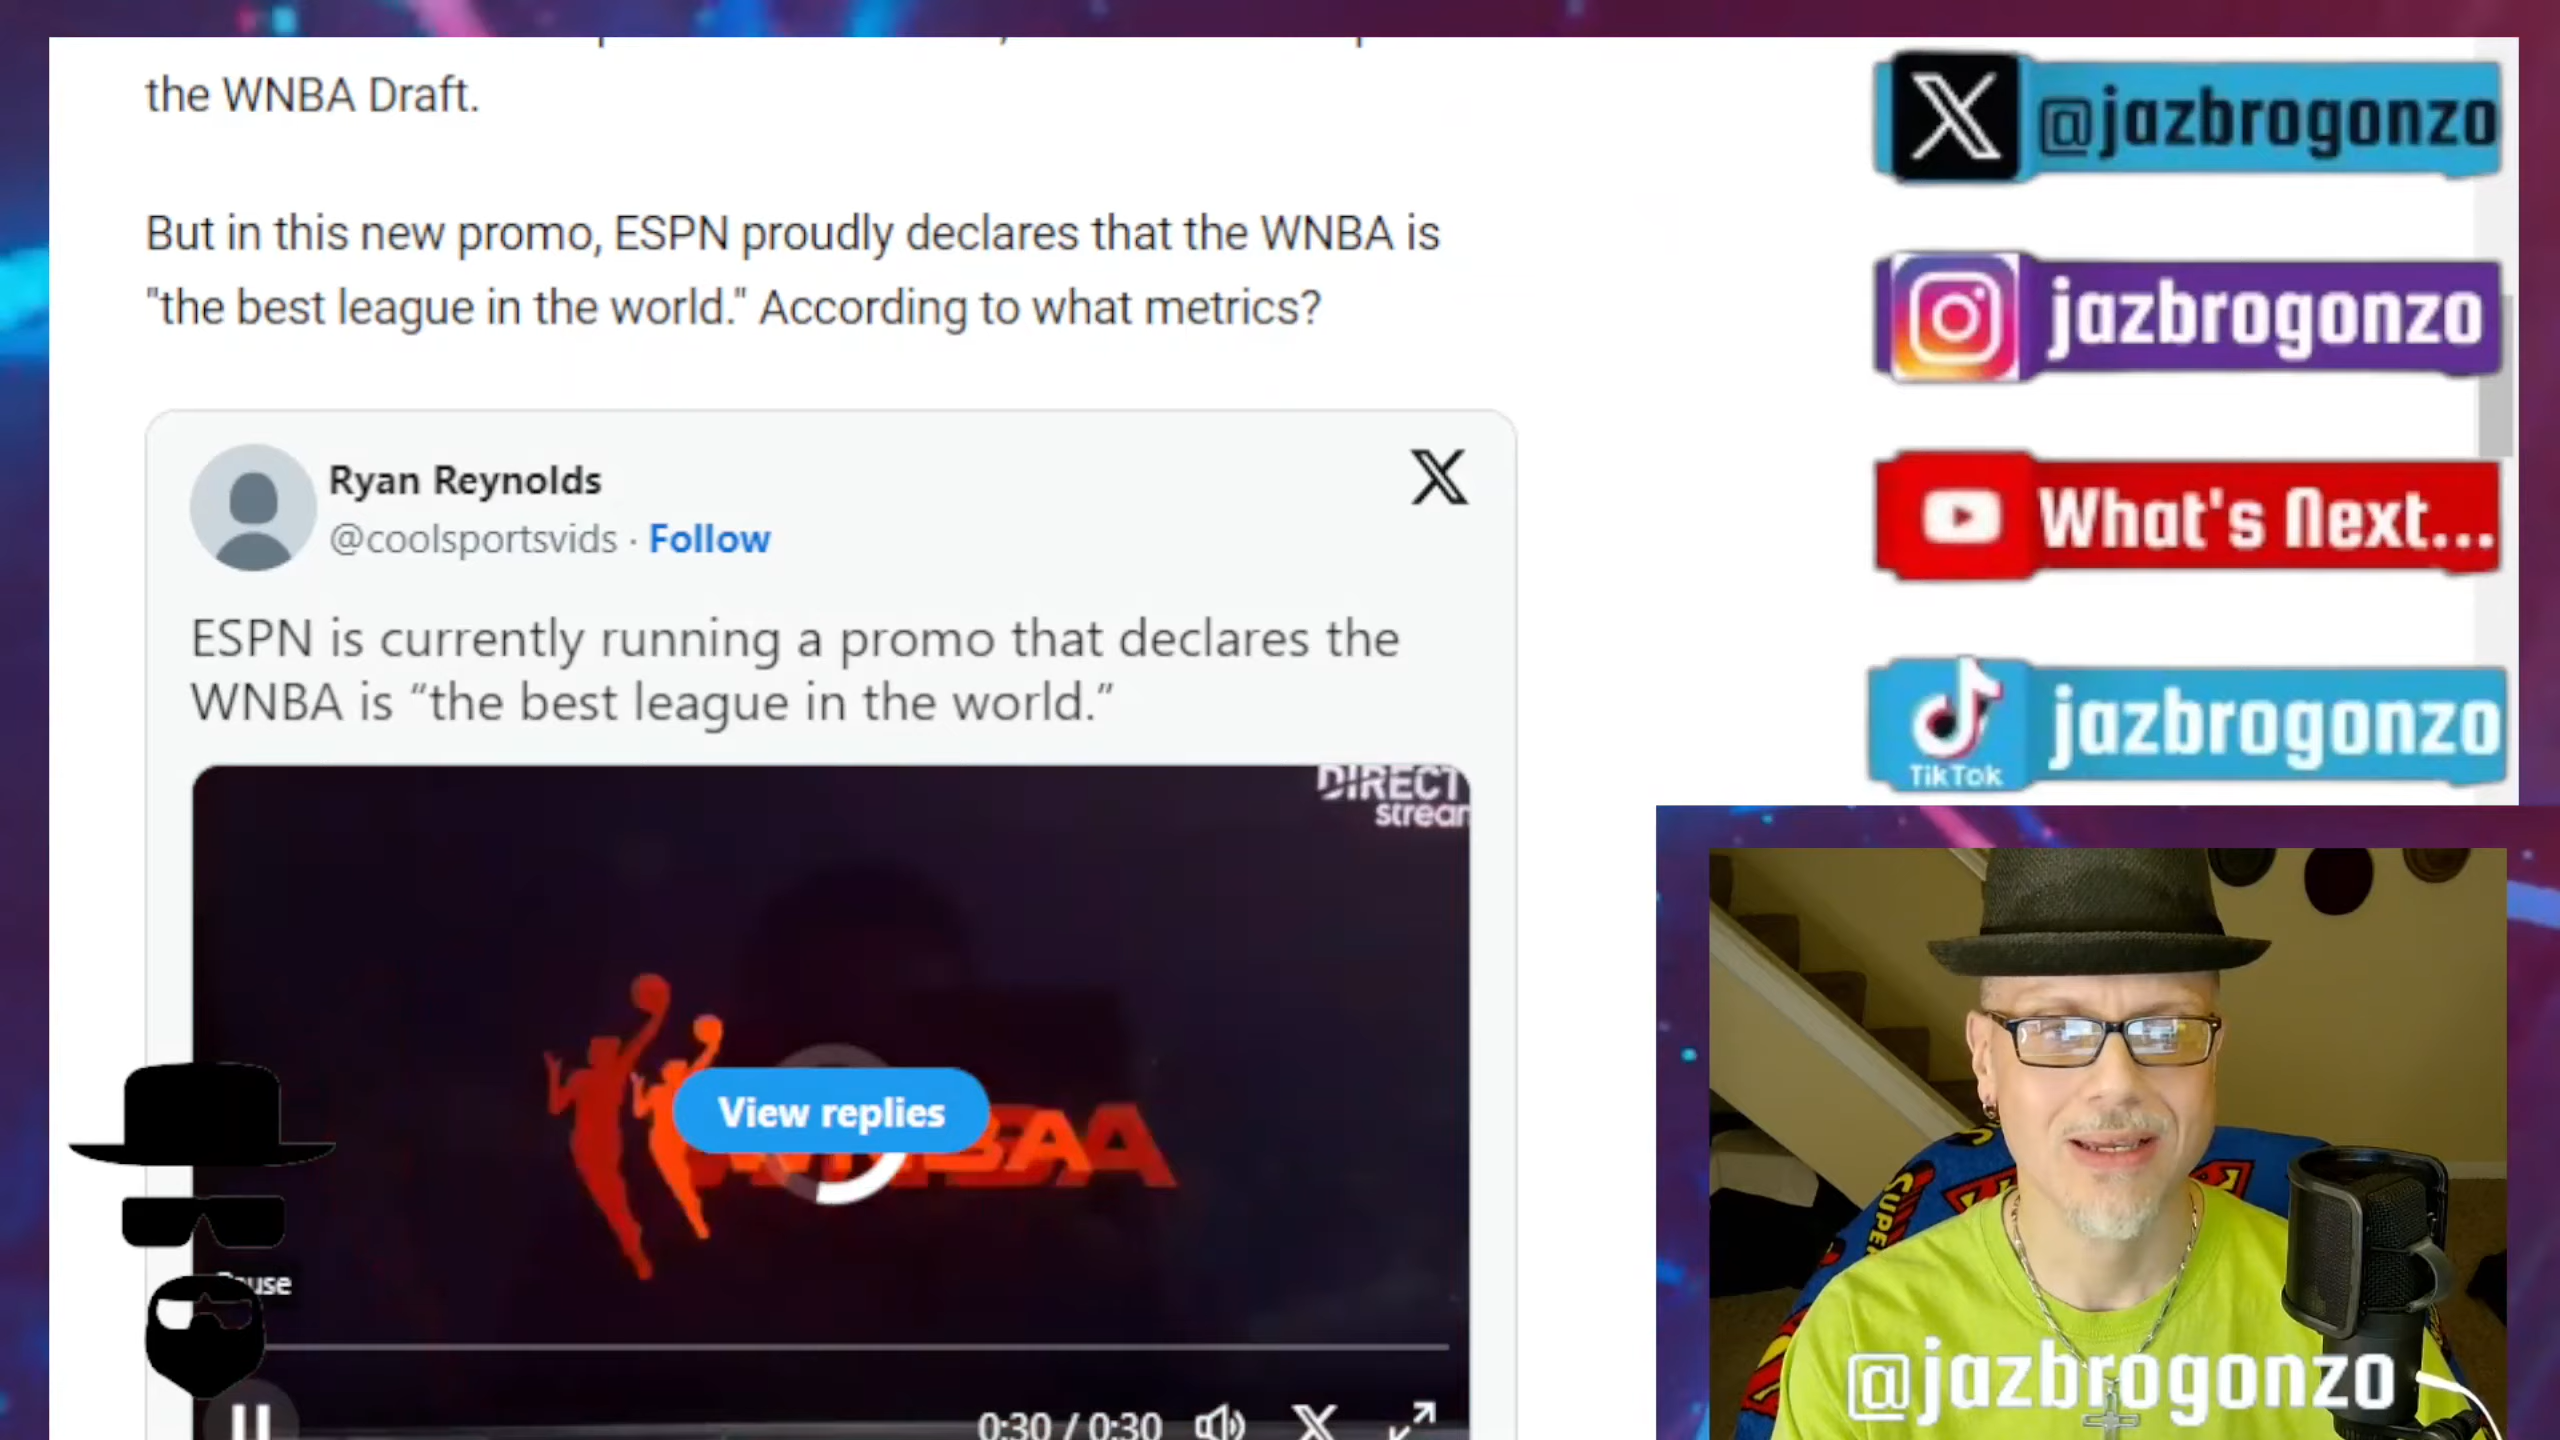 the WNBA Draft.
But in this new promo, ESPN proudly declares that the WNBA is
"the best league in the world." According to what metrics?
Ryan Reynolds
@coolsportsvids · Follow
ESPN is currently running a promo that declares the
WNBA is “the best league in the world.”
DIRECT
stream
View replies
0:30 / 0:30
@jazbrogonzo
jazbrogonzo
What's Next...
TikTok
jazbrogonzo
@jazbrogonzo